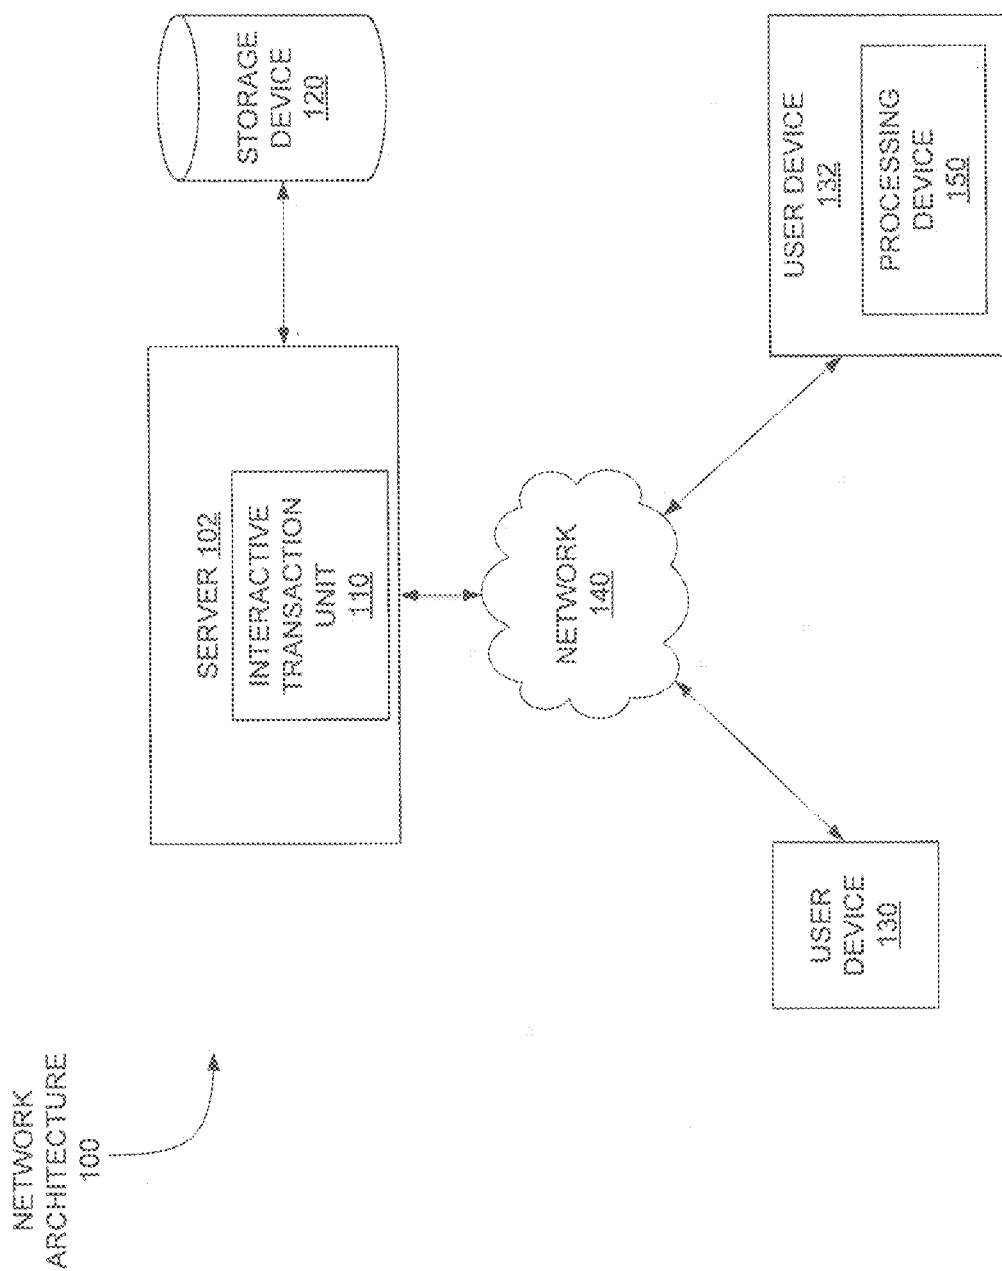 NETWORK
ARCHITECTURE
100
SERVER 102
INTERACTIVE
TRANSACTION
UNIT
110
STORAGE
DEVICE
120
NETWORK
140
USER
DEVICE
130
USER DEVICE
132
PROCESSING
DEVICE
150